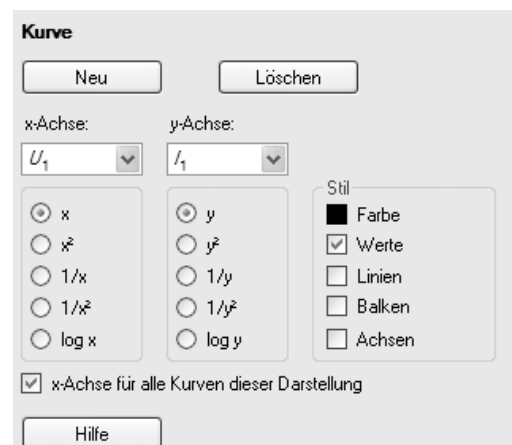 Kurve
Neu Löschen
x-Achse: y-Achse:
U₁ I₁
Stil
x y Farbe
x² y² Werte
1/x 1/y Linien
1/x² 1/y² Balken
log x log y Achsen
x-Achse für alle Kurven dieser Darstellung
Hilfe